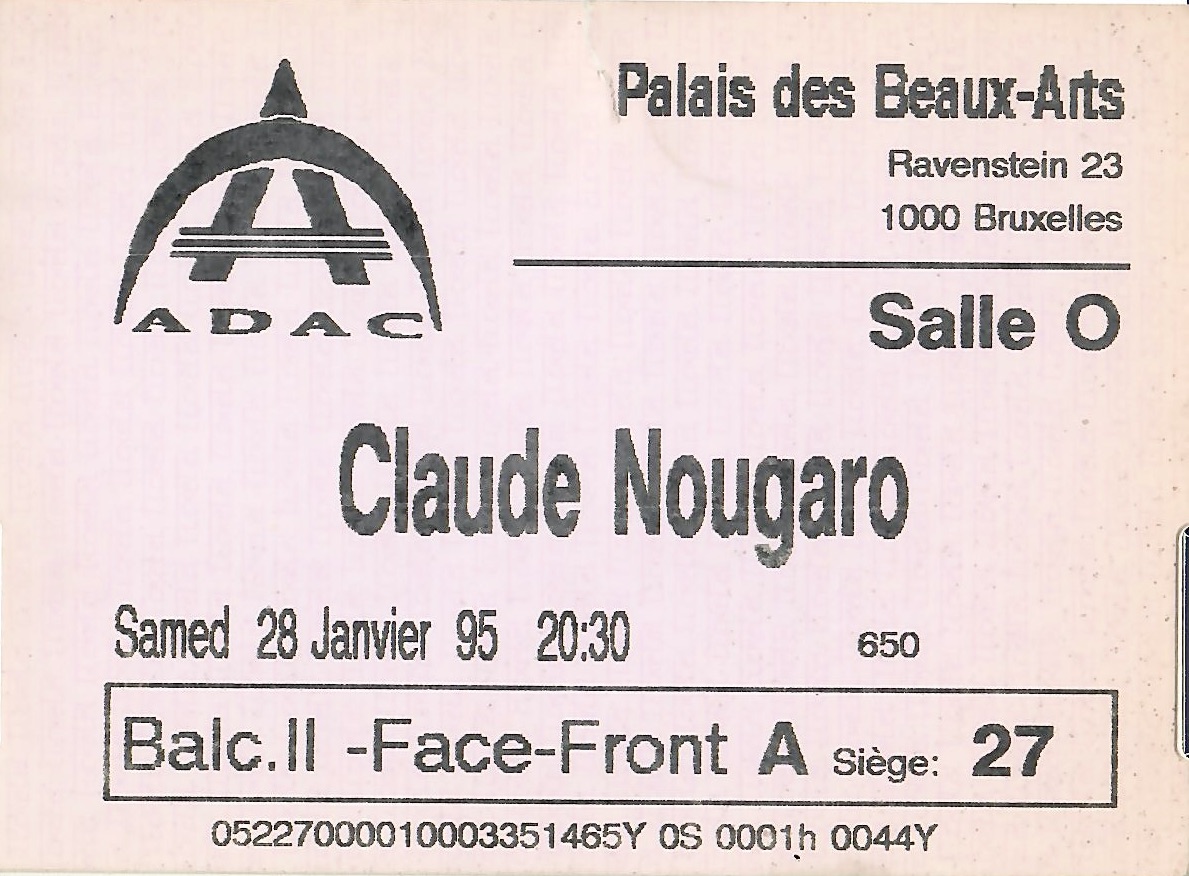 Palais des Beaux-Arts
Ravenstein 23
1000 Bruxelles
ADAC
Salle O
Claude Nougaro
Samed 28 Janvier 95 20:30 650
Balc.II -Face-Front A Siège: 27
05227000010003351465Y 0S 0001h 0044Y